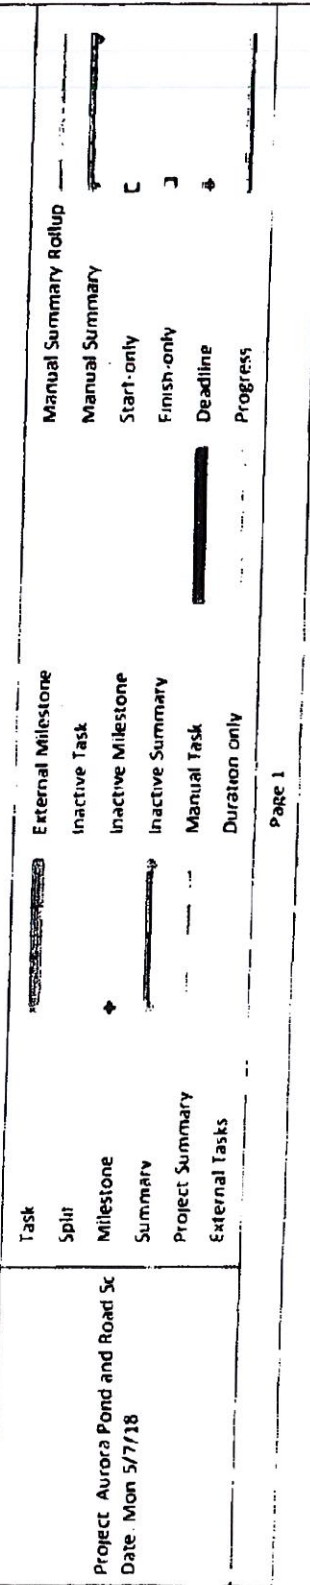 Project Aurora Pond and Road Sc
Date. Mon 5/7/18
Task
Split
Milestone
Summary
Project Summary
External Tasks
External Milestone
Inactive Task
Inactive Milestone
Inactive Summary
Manual Task
Duration only
Manual Summary Rollup
Manual Summary
Start-only
Finish-only
Deadline
Progress
Page 1